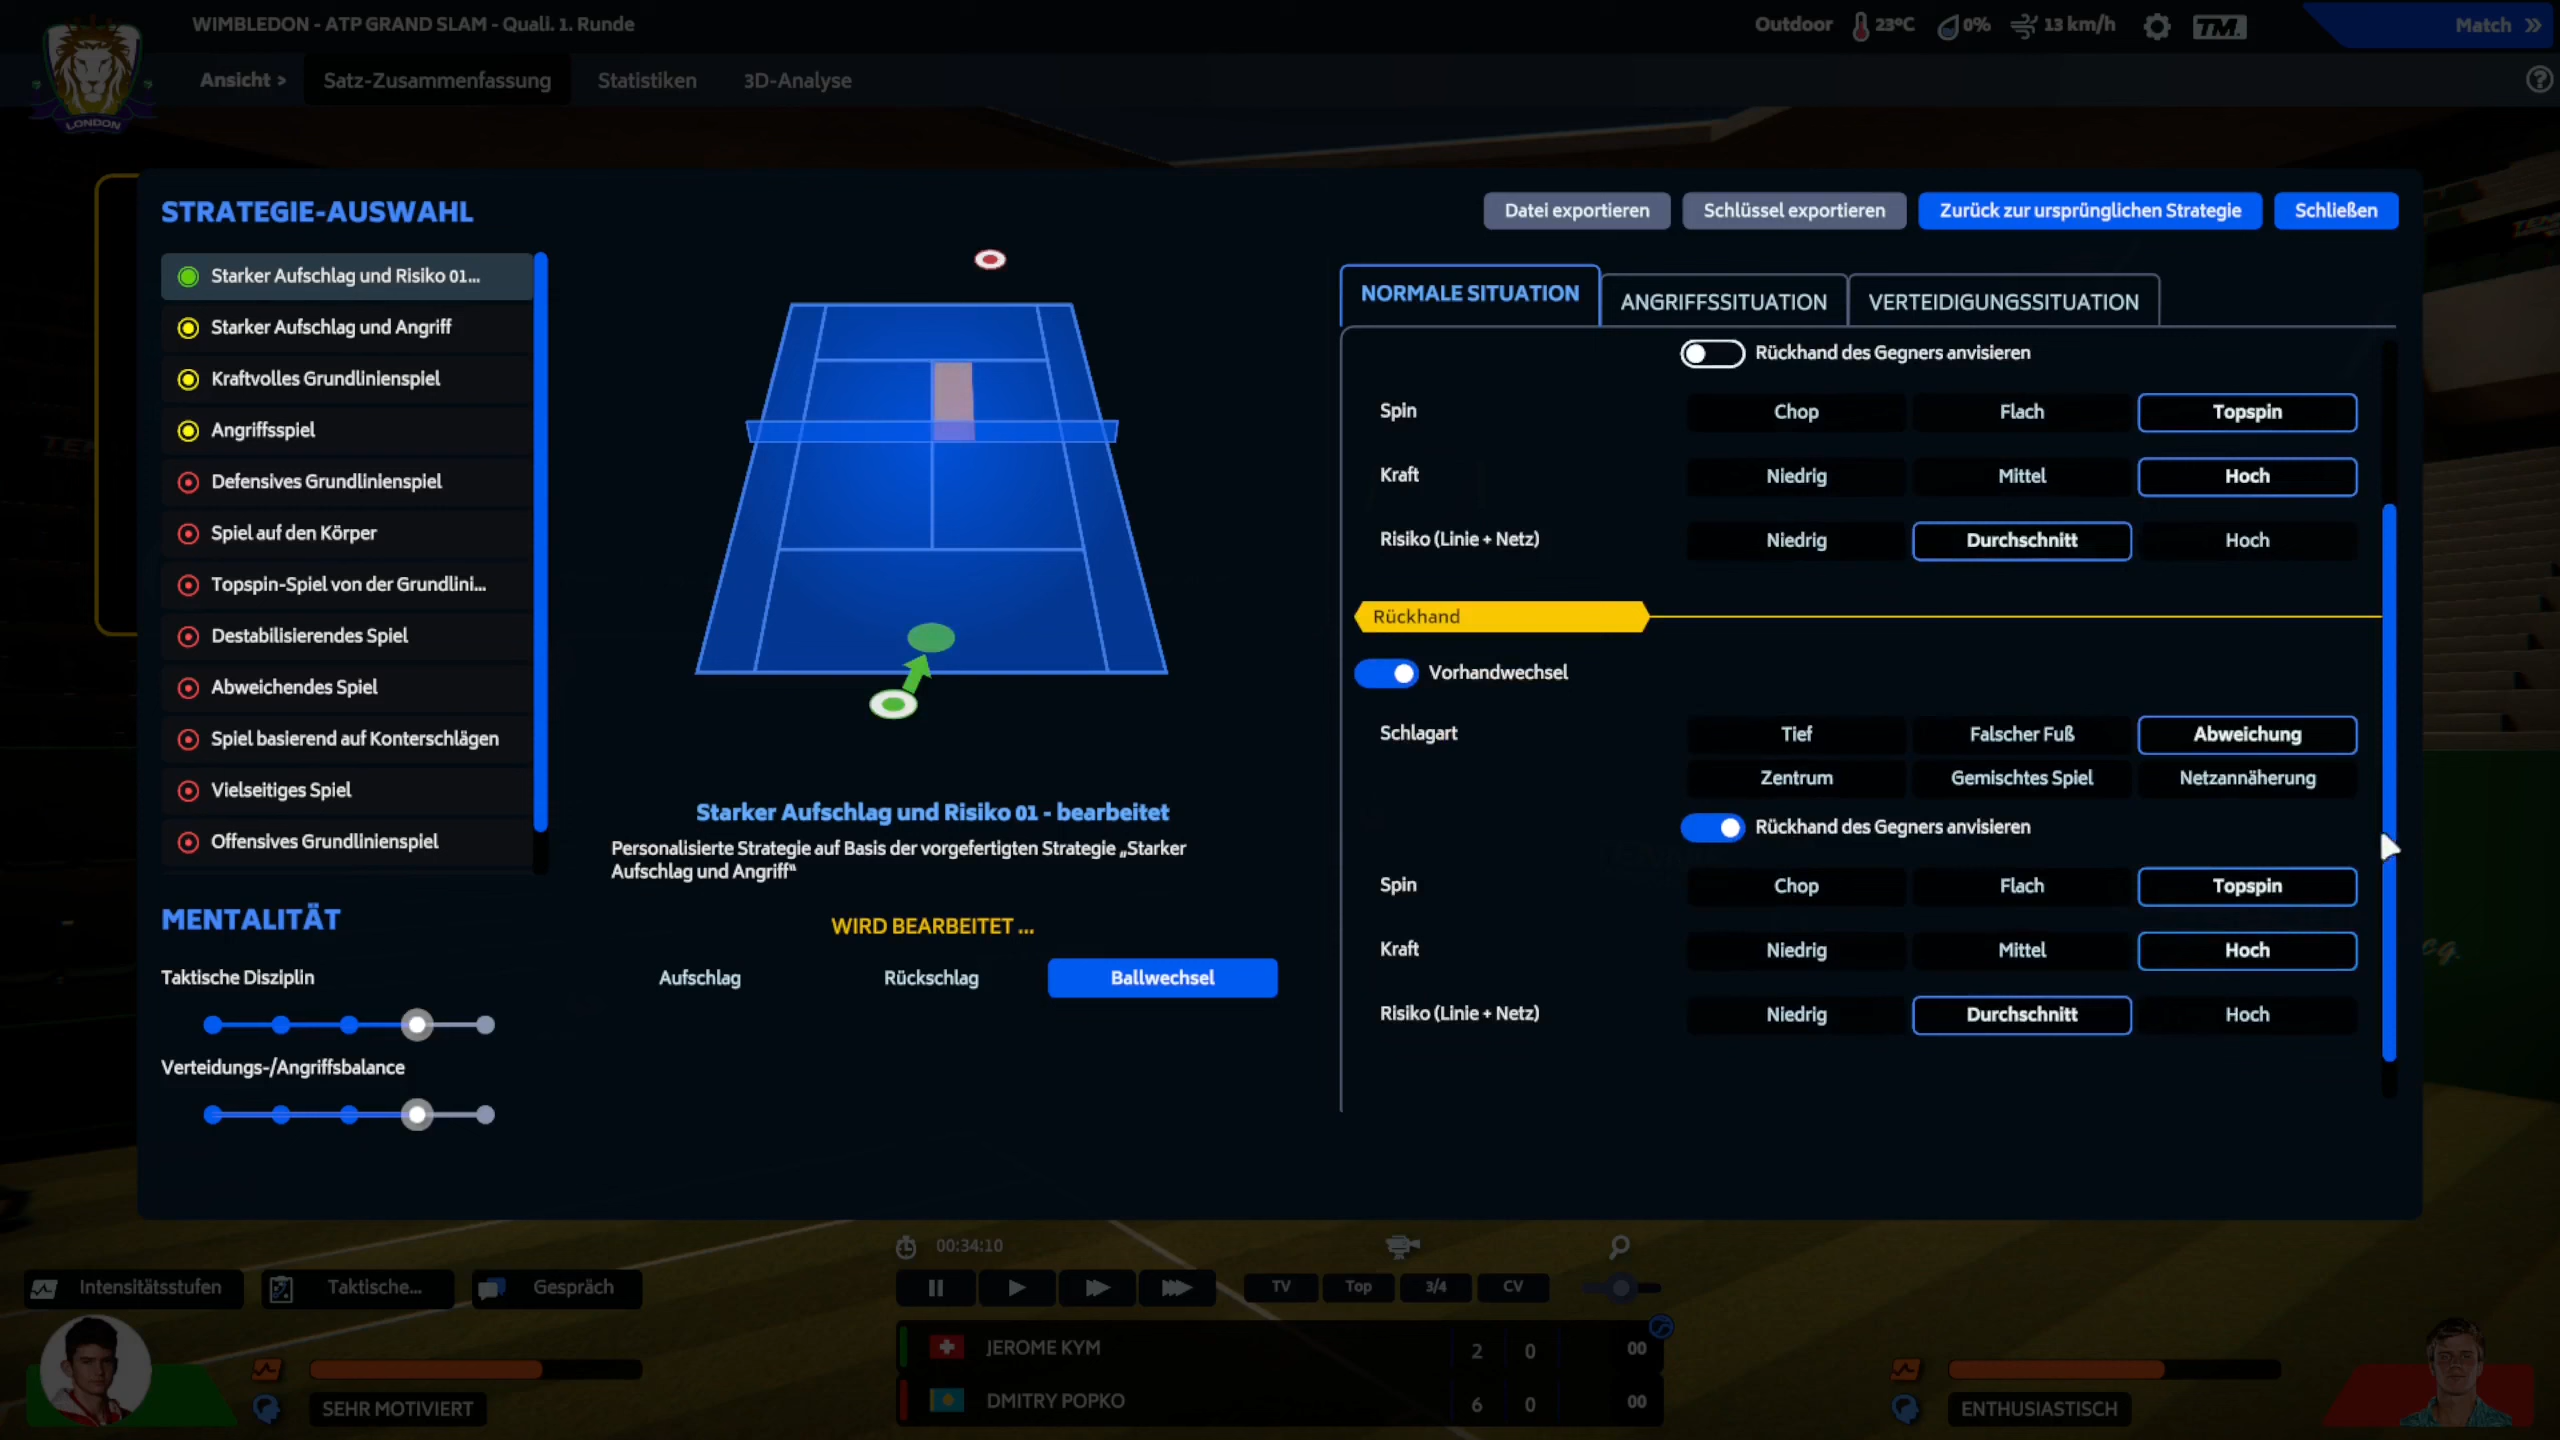 WIMBLEDON - ATP GRAND SLAM - Quali. 1. Runde
Outdoor 23°C 0% 13 km/h TM. Match
LONDON
Ansicht > Satz-Zusammenfassung Statistiken 3D-Analyse
STRATEGIE-AUSWAHL
Datei exportieren Schlüssel exportieren Zurück zur ursprünglichen Strategie Schließen
Starker Aufschlag und Risiko 01...
Starker Aufschlag und Angriff
Kraftvolles Grundlinienspiel
Angriffsspiel
Defensives Grundlinienspiel
Spiel auf den Körper
Topspin-Spiel von der Grundlini...
Destabilisierendes Spiel
Abweichendes Spiel
Spiel basierend auf Konterschlägen
Vielseitiges Spiel
Offensives Grundlinienspiel
MENTALITÄT
Taktische Disziplin
Verteidungs-/Angriffsbalance
Starker Aufschlag und Risiko 01 - bearbeitet
Personalisierte Strategie auf Basis der vorgefertigten Strategie „Starker
Aufschlag und Angriff“
WIRD BEARBEITET ...
Aufschlag Rückschlag Ballwechsel
NORMALE SITUATION ANGRIFFSSITUATION VERTEIDIGUNGSSITUATION
Rückhand des Gegners anvisieren
Spin Chop Flach Topspin
Kraft Niedrig Mittel Hoch
Risiko (Linie + Netz) Niedrig Durchschnitt Hoch
Rückhand
Vorhandwechsel
Schlagart Tief Falscher Fuß Abweichung
Zentrum Gemischtes Spiel Netzannäherung
Rückhand des Gegners anvisieren
Spin Chop Flach Topspin
Kraft Niedrig Mittel Hoch
Risiko (Linie + Netz) Niedrig Durchschnitt Hoch
00:34:10
Intensitätsstufen Taktische... Gespräch
TV Top 3/4 CV
JEROME KYM 2 0 00
DMITRY POPKO 6 0 00
SEHR MOTIVIERT
ENTHUSIASTISCH